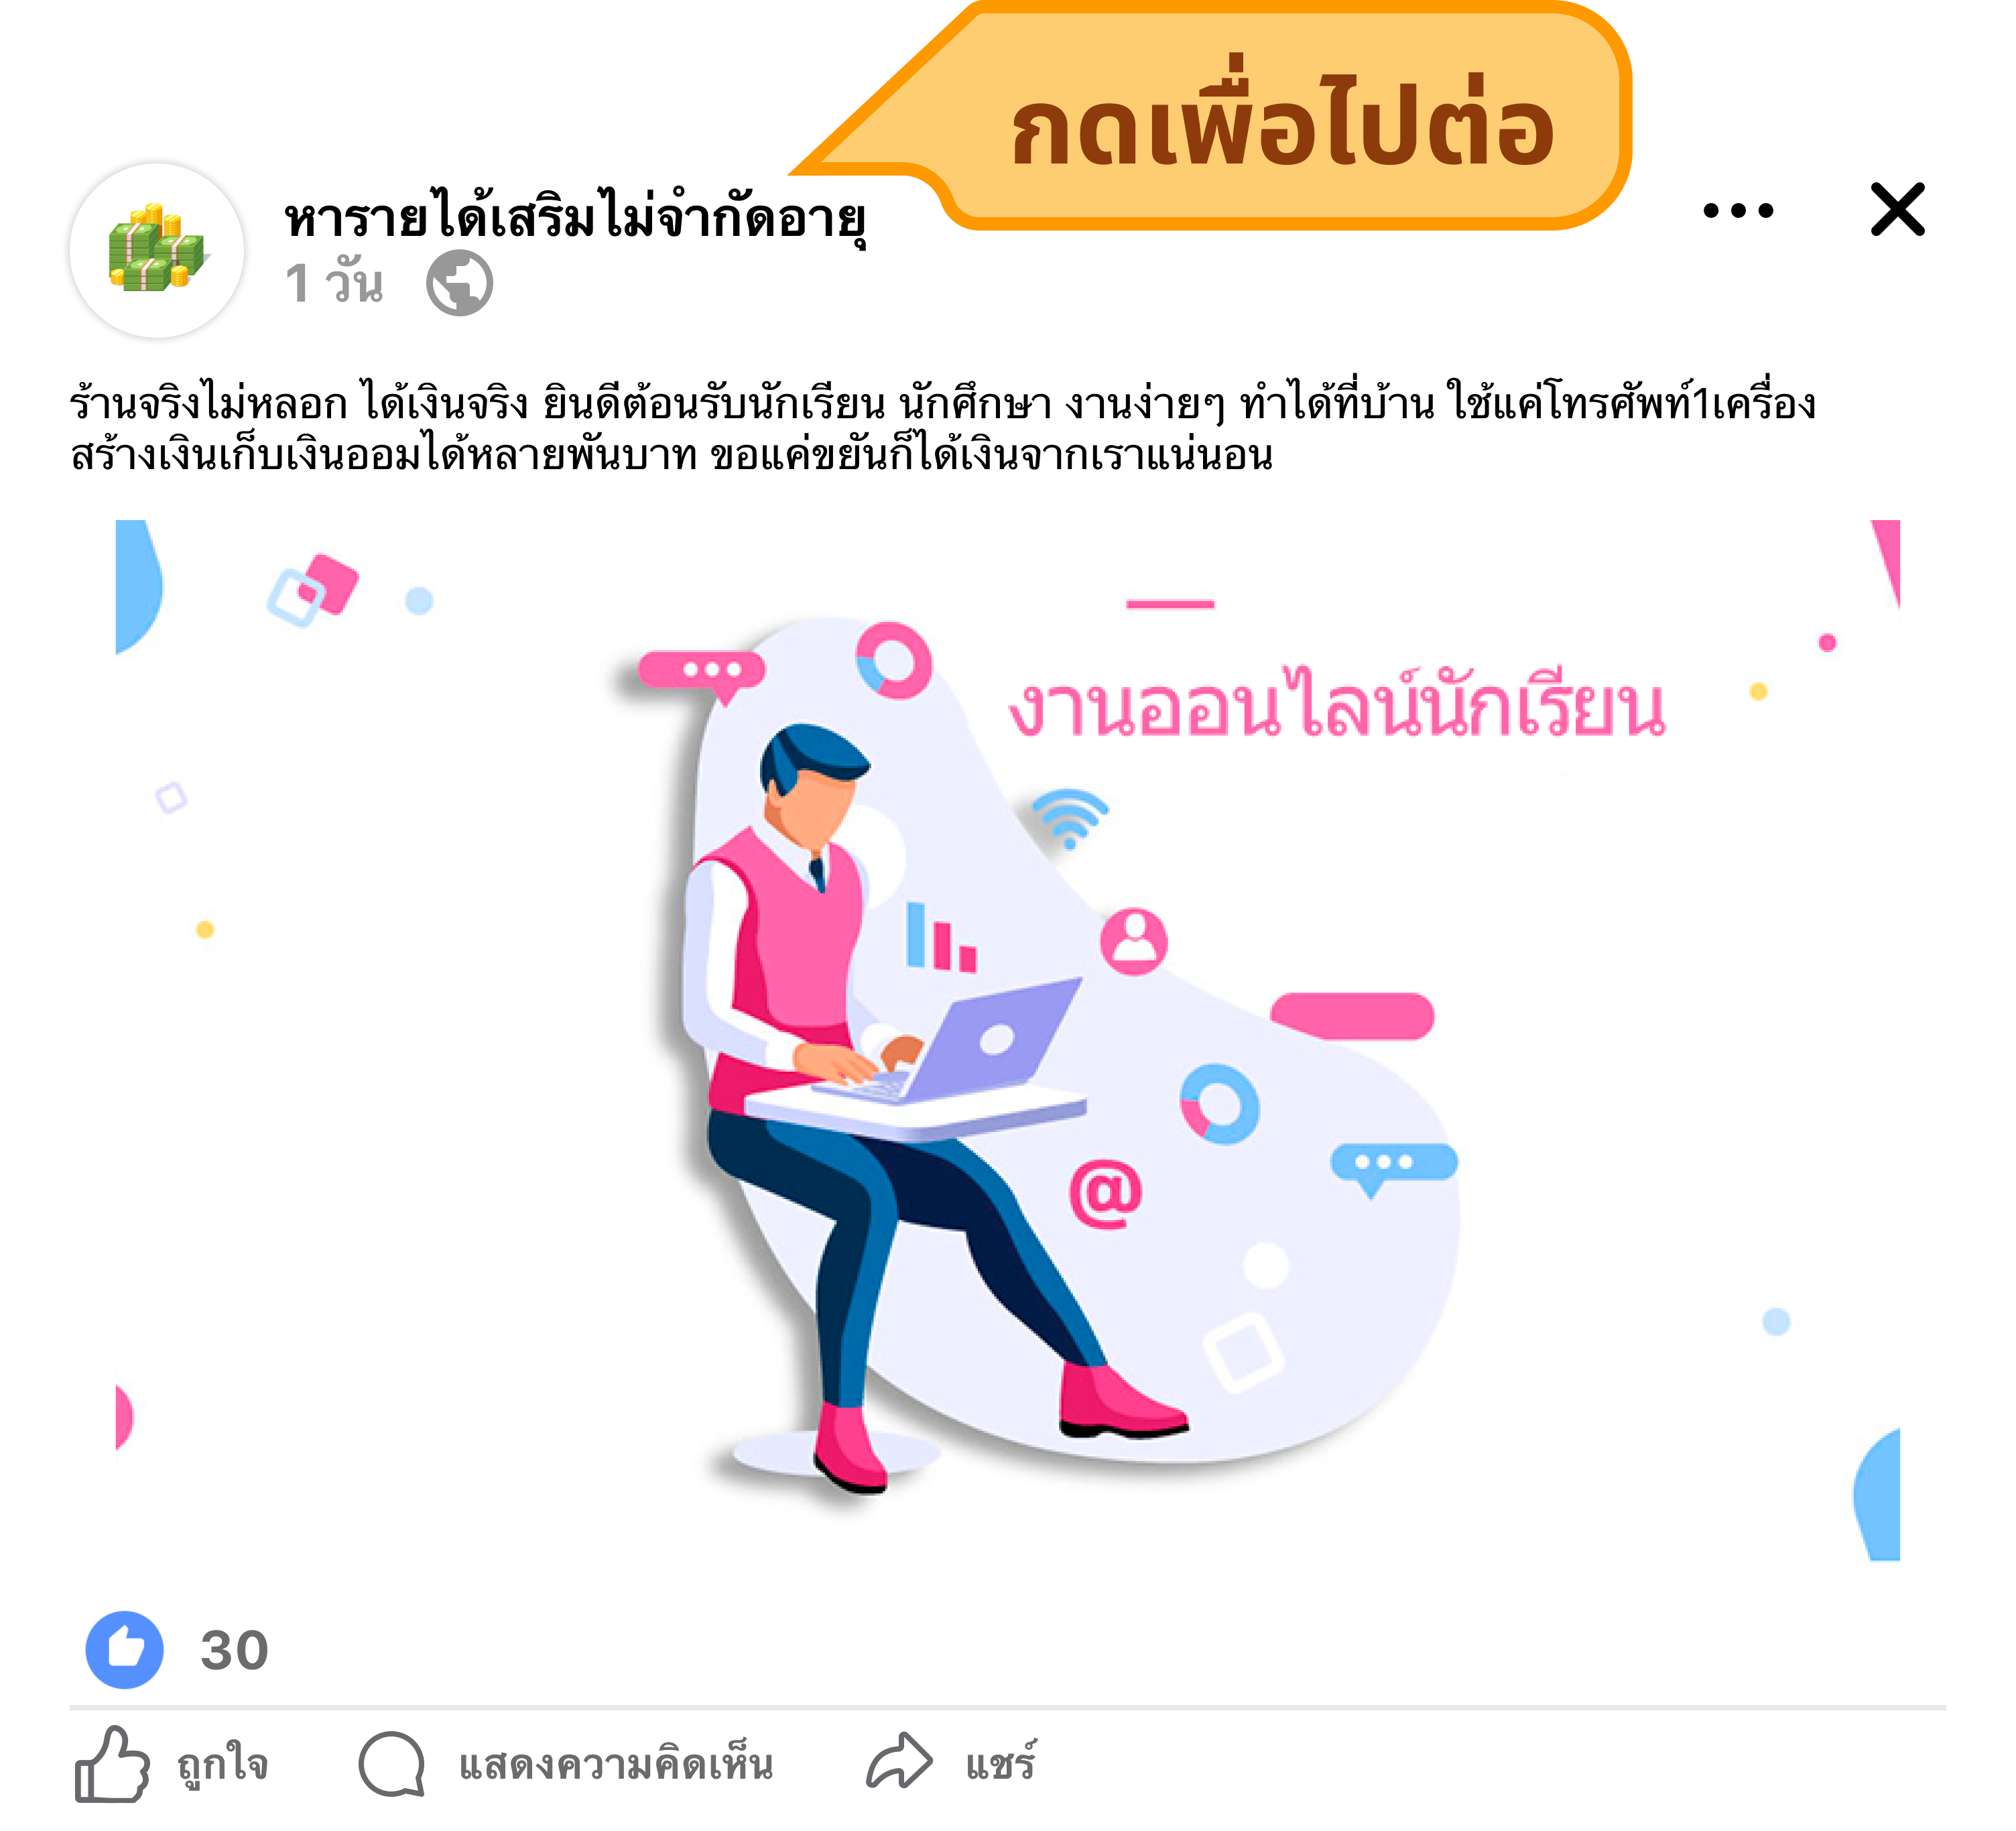 กดเพื่อไปต่อ
หารายได้เสริมไม่จำกัดอายุ
1 วัน
ร้านจริงไม่หลอก ได้เงินจริง ยินดีต้อนรับนักเรียน นักศึกษา งานง่ายๆ ทำได้ที่บ้าน ใช้แค่โทรศัพท์1เครื่อง
สร้างเงินเก็บเงินออมได้หลายพันบาท ขอแค่ขยันก็ได้เงินจากเราแน่นอน
งานออนไลน์นักเรียน
@
30
ถูกใจ แสดงความคิดเห็น แชร์